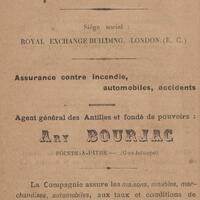 Siège social :
ROYAL EXCHANGE BUILDING, LONDON (E. C.)
Assurance contre incendie,
automobiles, accidents
Agent général des Antilles et fondé de pouvoirs :
ARY BOURJAC
POINTE-A-PITRE — (Guadeloupe)
La Compagnie assure les maisons, meubles, mar-
chandises, automobiles, aux taux et conditions de